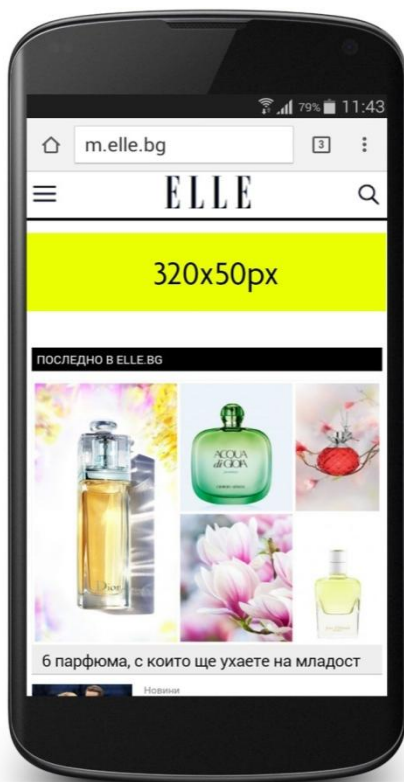 79% 11:43
m.elle.bg 3
ELLE
320x50px
ПОСЛЕДНО В ELLE.BG
ACQUA
di GIOIA
Dior
6 парфюма, с които ще ухаете на младост
Новини